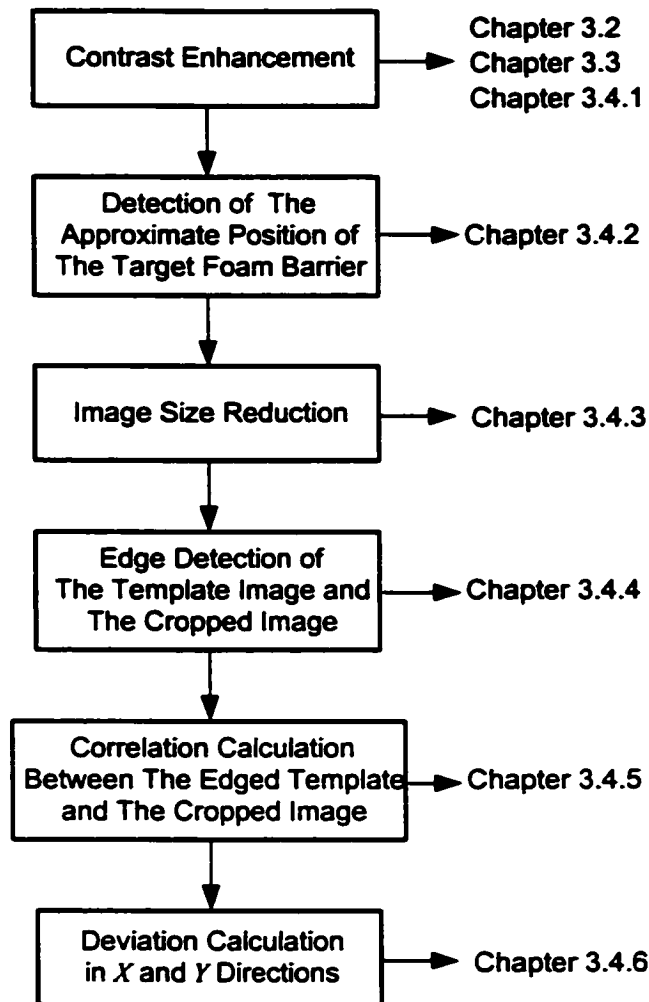 Contrast Enhancement
Chapter 3.2
Chapter 3.3
Chapter 3.4.1
Detection of The
Approximate Position of
The Target Foam Barrier
Chapter 3.4.2
Image Size Reduction
Chapter 3.4.3
Edge Detection of
The Template Image and
The Cropped Image
Chapter 3.4.4
Correlation Calculation
Between The Edged Template
and The Cropped Image
Chapter 3.4.5
Deviation Calculation
in X and Y Directions
Chapter 3.4.6